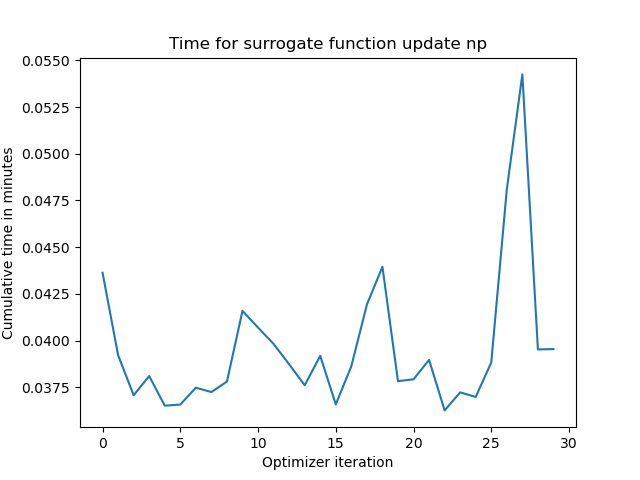 Time for surrogate function update np
0.0550
0.0525
0.0500
0.0475
0.0450
0.0425
0.0400
0.0375
Cumulative time in minutes
0 5 10 15 20 25 30
Optimizer iteration